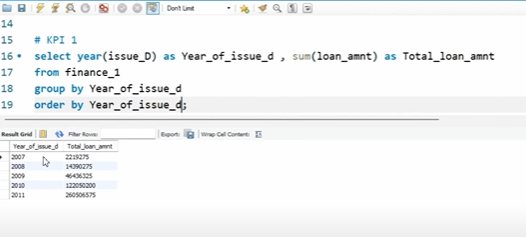 Don't Limit
14
15 # KPI 1
16 select year(issue_D) as Year_of_issue_d , sum(loan_amnt) as Total_loan_amnt
17 from finance_1
18 group by Year_of_issue_d
19 order by Year_of_issue_d;
Result Grid Filter Rows: Export: Wrap Cell Content:
Year_of_issue_d Total_loan_amnt
2007 2219275
2008 14390275
2009 46436325
2010 122050200
2011 260506575